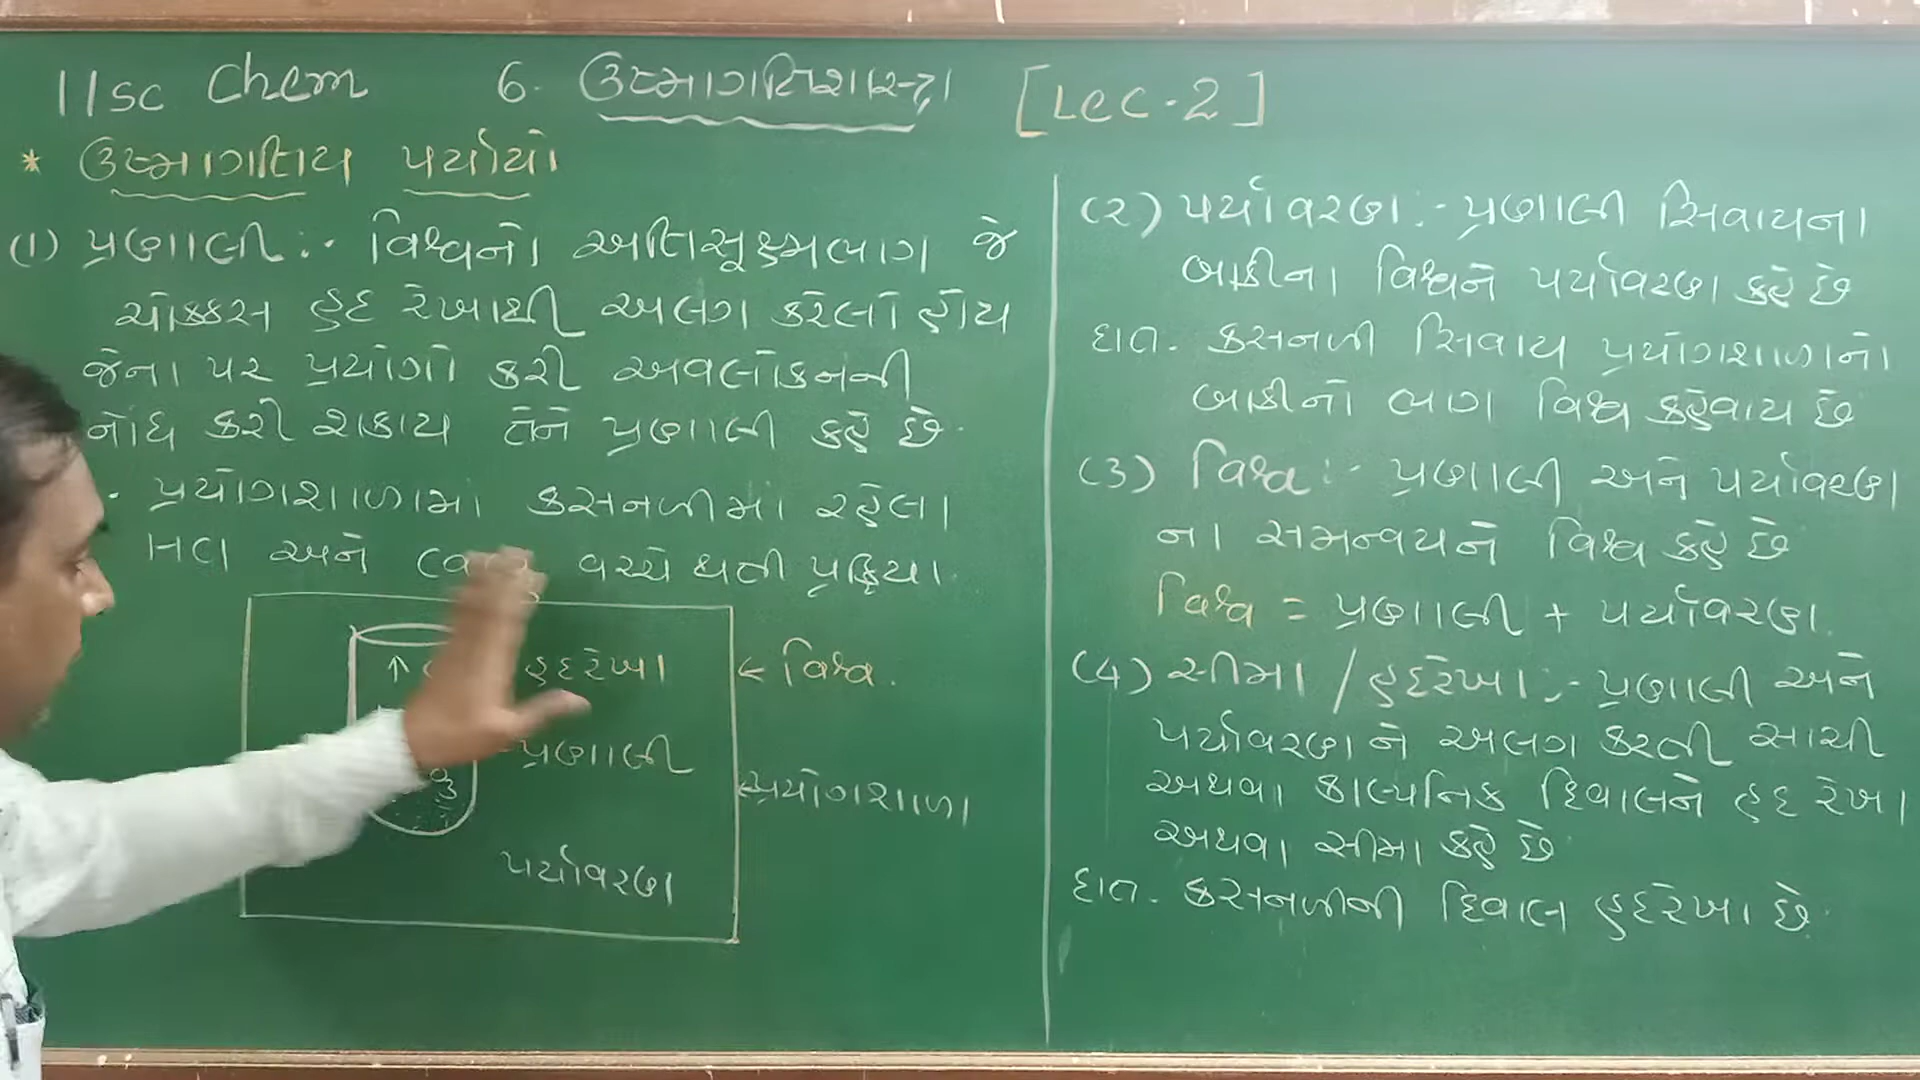 11sc Chem 6. ઉષ્માગતિશાસ્ત્ર [Lec-2]
* ઉષ્માગતિય પર્યાયો
(1) પ્રણાલી :- વિશ્વનો અતિસૂક્ષ્મભાગ જે
ચોક્કસ હદ રેખાથી અલગ કરેલો હોય
જેના પર પ્રયોગો કરી અવલોકનની
નોંધ કરી શકાય તેને પ્રણાલી કહે છે.
. પ્રયોગશાળામાં કસનળીમાં રહેલા
HCl અને વચ્ચે થતી પ્રક્રિયા.
↑ હદરેખા
← વિશ્વ.
પ્રણાલી
પ્રયોગશાળા
પર્યાવરણ
(૨) પર્યાવરણ :- પ્રણાલી સિવાયના
બાકીના વિશ્વને પર્યાવરણ કહે છે
દાત. કસનળી સિવાય પ્રયોગશાળાનો
બાકીનો ભાગ વિશ્વ કહેવાય છે
(3) વિશ્વ :- પ્રણાલી અને પર્યાવરણ
ના સમન્વયને વિશ્વ કહે છે
વિશ્વ = પ્રણાલી + પર્યાવરણ.
(4) સીમા / હદરેખા :- પ્રણાલી અને
પર્યાવરણને અલગ કરતી સાચી
અથવા કાલ્પનિક દિવાલને હદ રેખા
અથવા સીમા કહે છે
દાત. કસનળીની દિવાલ હદરેખા છે.